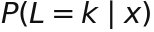 P(L = k | x)